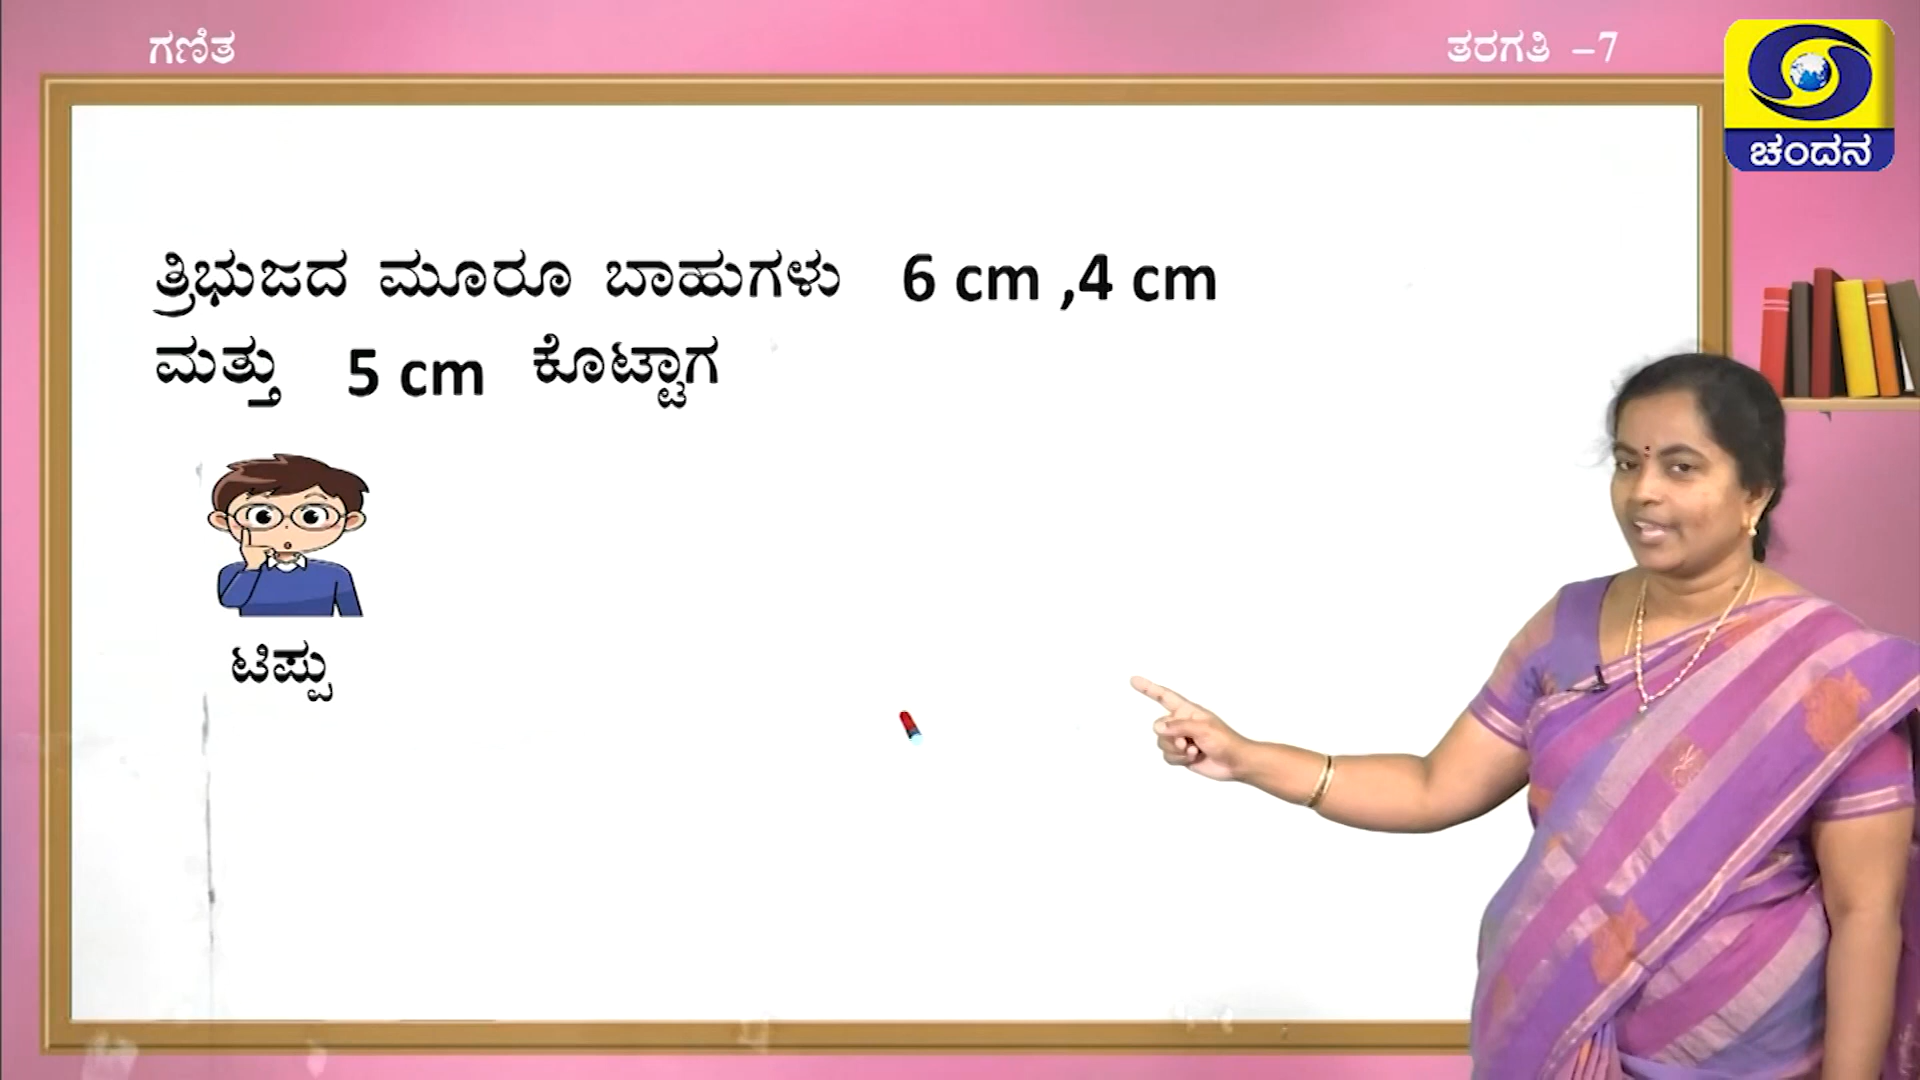 ಗಣಿತ
ತರಗತಿ –7
ಚಂದನ
ತ್ರಿಭುಜದ ಮೂರೂ ಬಾಹುಗಳು 6 cm ,4 cm
ಮತ್ತು 5 cm ಕೊಟ್ಟಾಗ
ಟಿಪ್ಪು